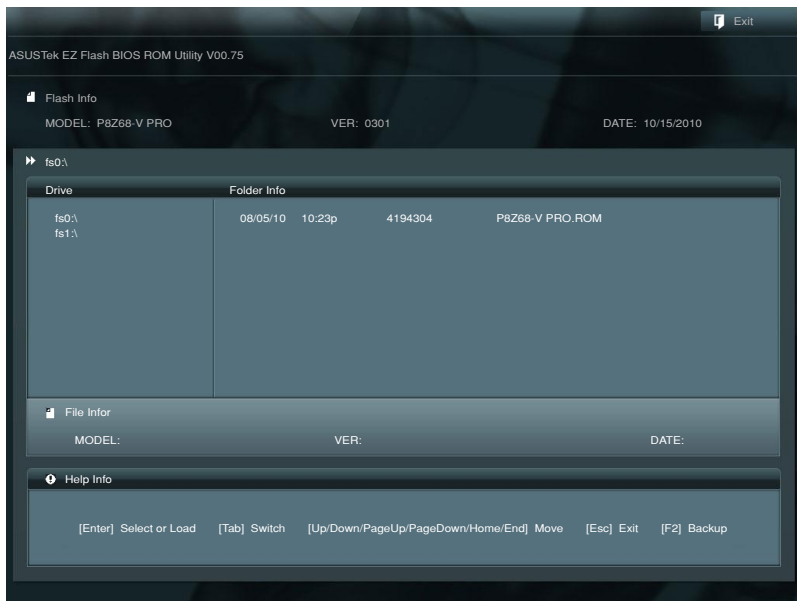 Exit
ASUSTek EZ Flash BIOS ROM Utility V00.75
Flash Info
MODEL: P8Z68-V PRO VER: 0301 DATE: 10/15/2010
fs0:\
Drive Folder Info
fs0:\ 08/05/10 10:23p 4194304 P8Z68-V PRO.ROM
fs1:\
File Infor
MODEL: VER: DATE:
Help Info
[Enter] Select or Load [Tab] Switch [Up/Down/PageUp/PageDown/Home/End] Move [Esc] Exit [F2] Backup